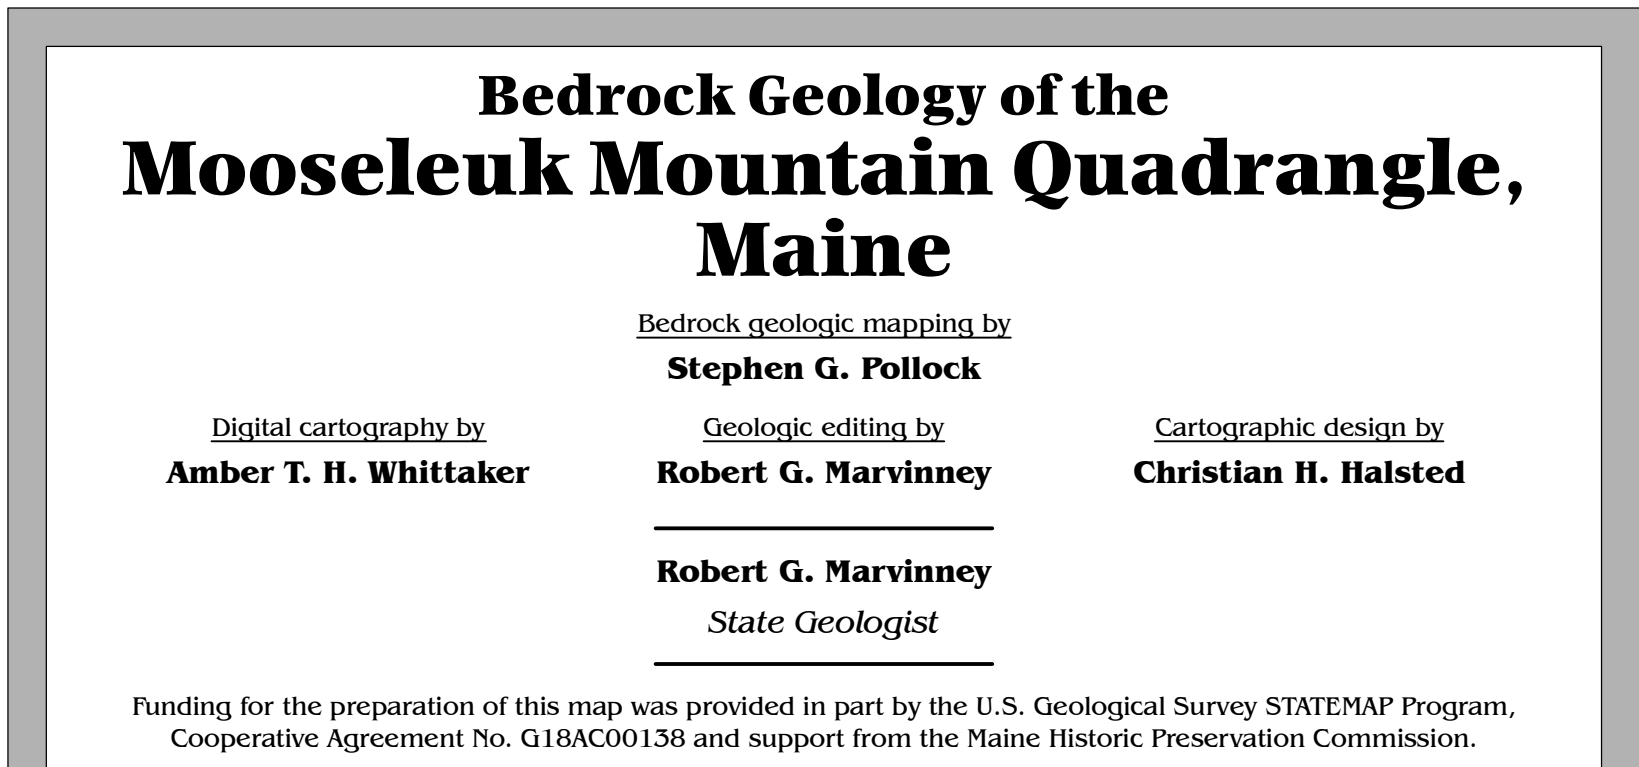 Bedrock Geology of the
Mooseleuk Mountain Quadrangle,
Maine
Bedrock geologic mapping by
Stephen G. Pollock
Digital cartography by
Amber T. H. Whittaker
Geologic editing by
Robert G. Marvinney
Cartographic design by
Christian H. Halsted
Robert G. Marvinney
State Geologist
Funding for the preparation of this map was provided in part by the U.S. Geological Survey STATEMAP Program,
Cooperative Agreement No. G18AC00138 and support from the Maine Historic Preservation Commission.